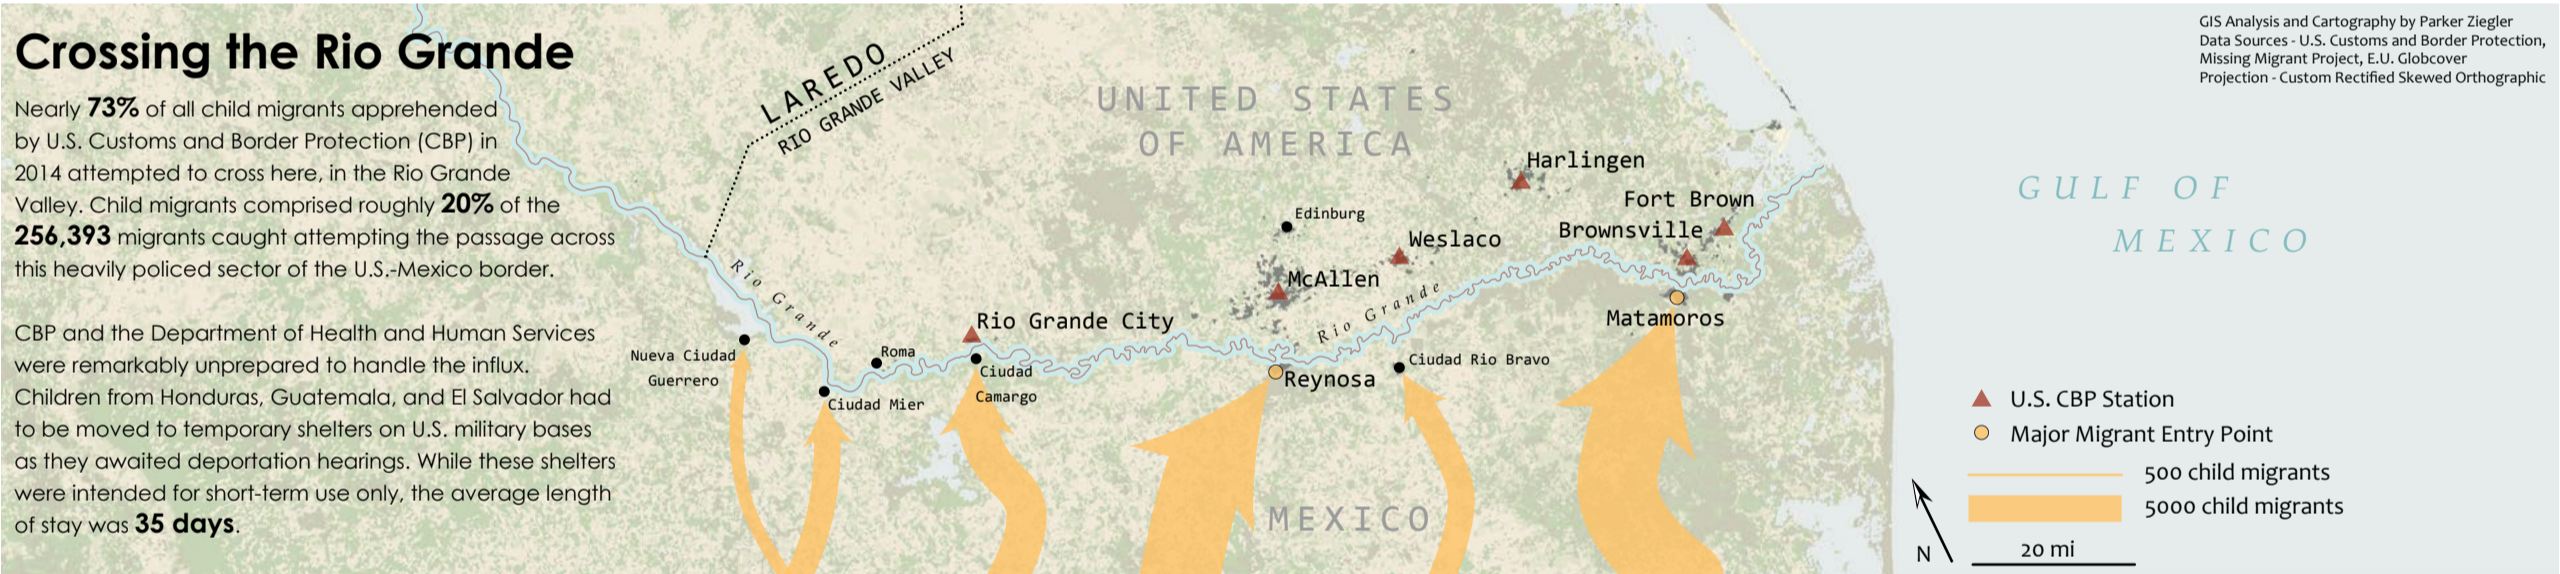 Crossing the Rio Grande
Nearly 73% of all child migrants apprehended
by U.S. Customs and Border Protection (CBP) in
2014 attempted to cross here, in the Rio Grande
Valley. Child migrants comprised roughly 20% of the
256,393 migrants caught attempting the passage across
this heavily policed sector of the U.S.-Mexico border.
CBP and the Department of Health and Human Services
were remarkably unprepared to handle the influx.
Children from Honduras, Guatemala, and El Salvador had
to be moved to temporary shelters on U.S. military bases
as they awaited deportation hearings. While these shelters
were intended for short-term use only, the average length
of stay was 35 days.
LAREDO
RIO GRANDE VALLEY
UNITED STATES
OF AMERICA
Harlingen
Fort Brown
Brownsville
Edinburg
Weslaco
McAllen
Rio Grande
Rio Grande
Rio Grande City
Matamoros
Nueva Ciudad
Guerrero
Roma
Ciudad
Camargo
Ciudad Mier
Reynosa
Ciudad Rio Bravo
MEXICO
GIS Analysis and Cartography by Parker Ziegler
Data Sources - U.S. Customs and Border Protection,
Missing Migrant Project, E.U. Globcover
Projection - Custom Rectified Skewed Orthographic
GULF OF
MEXICO
U.S. CBP Station
Major Migrant Entry Point
500 child migrants
5000 child migrants
N
20 mi